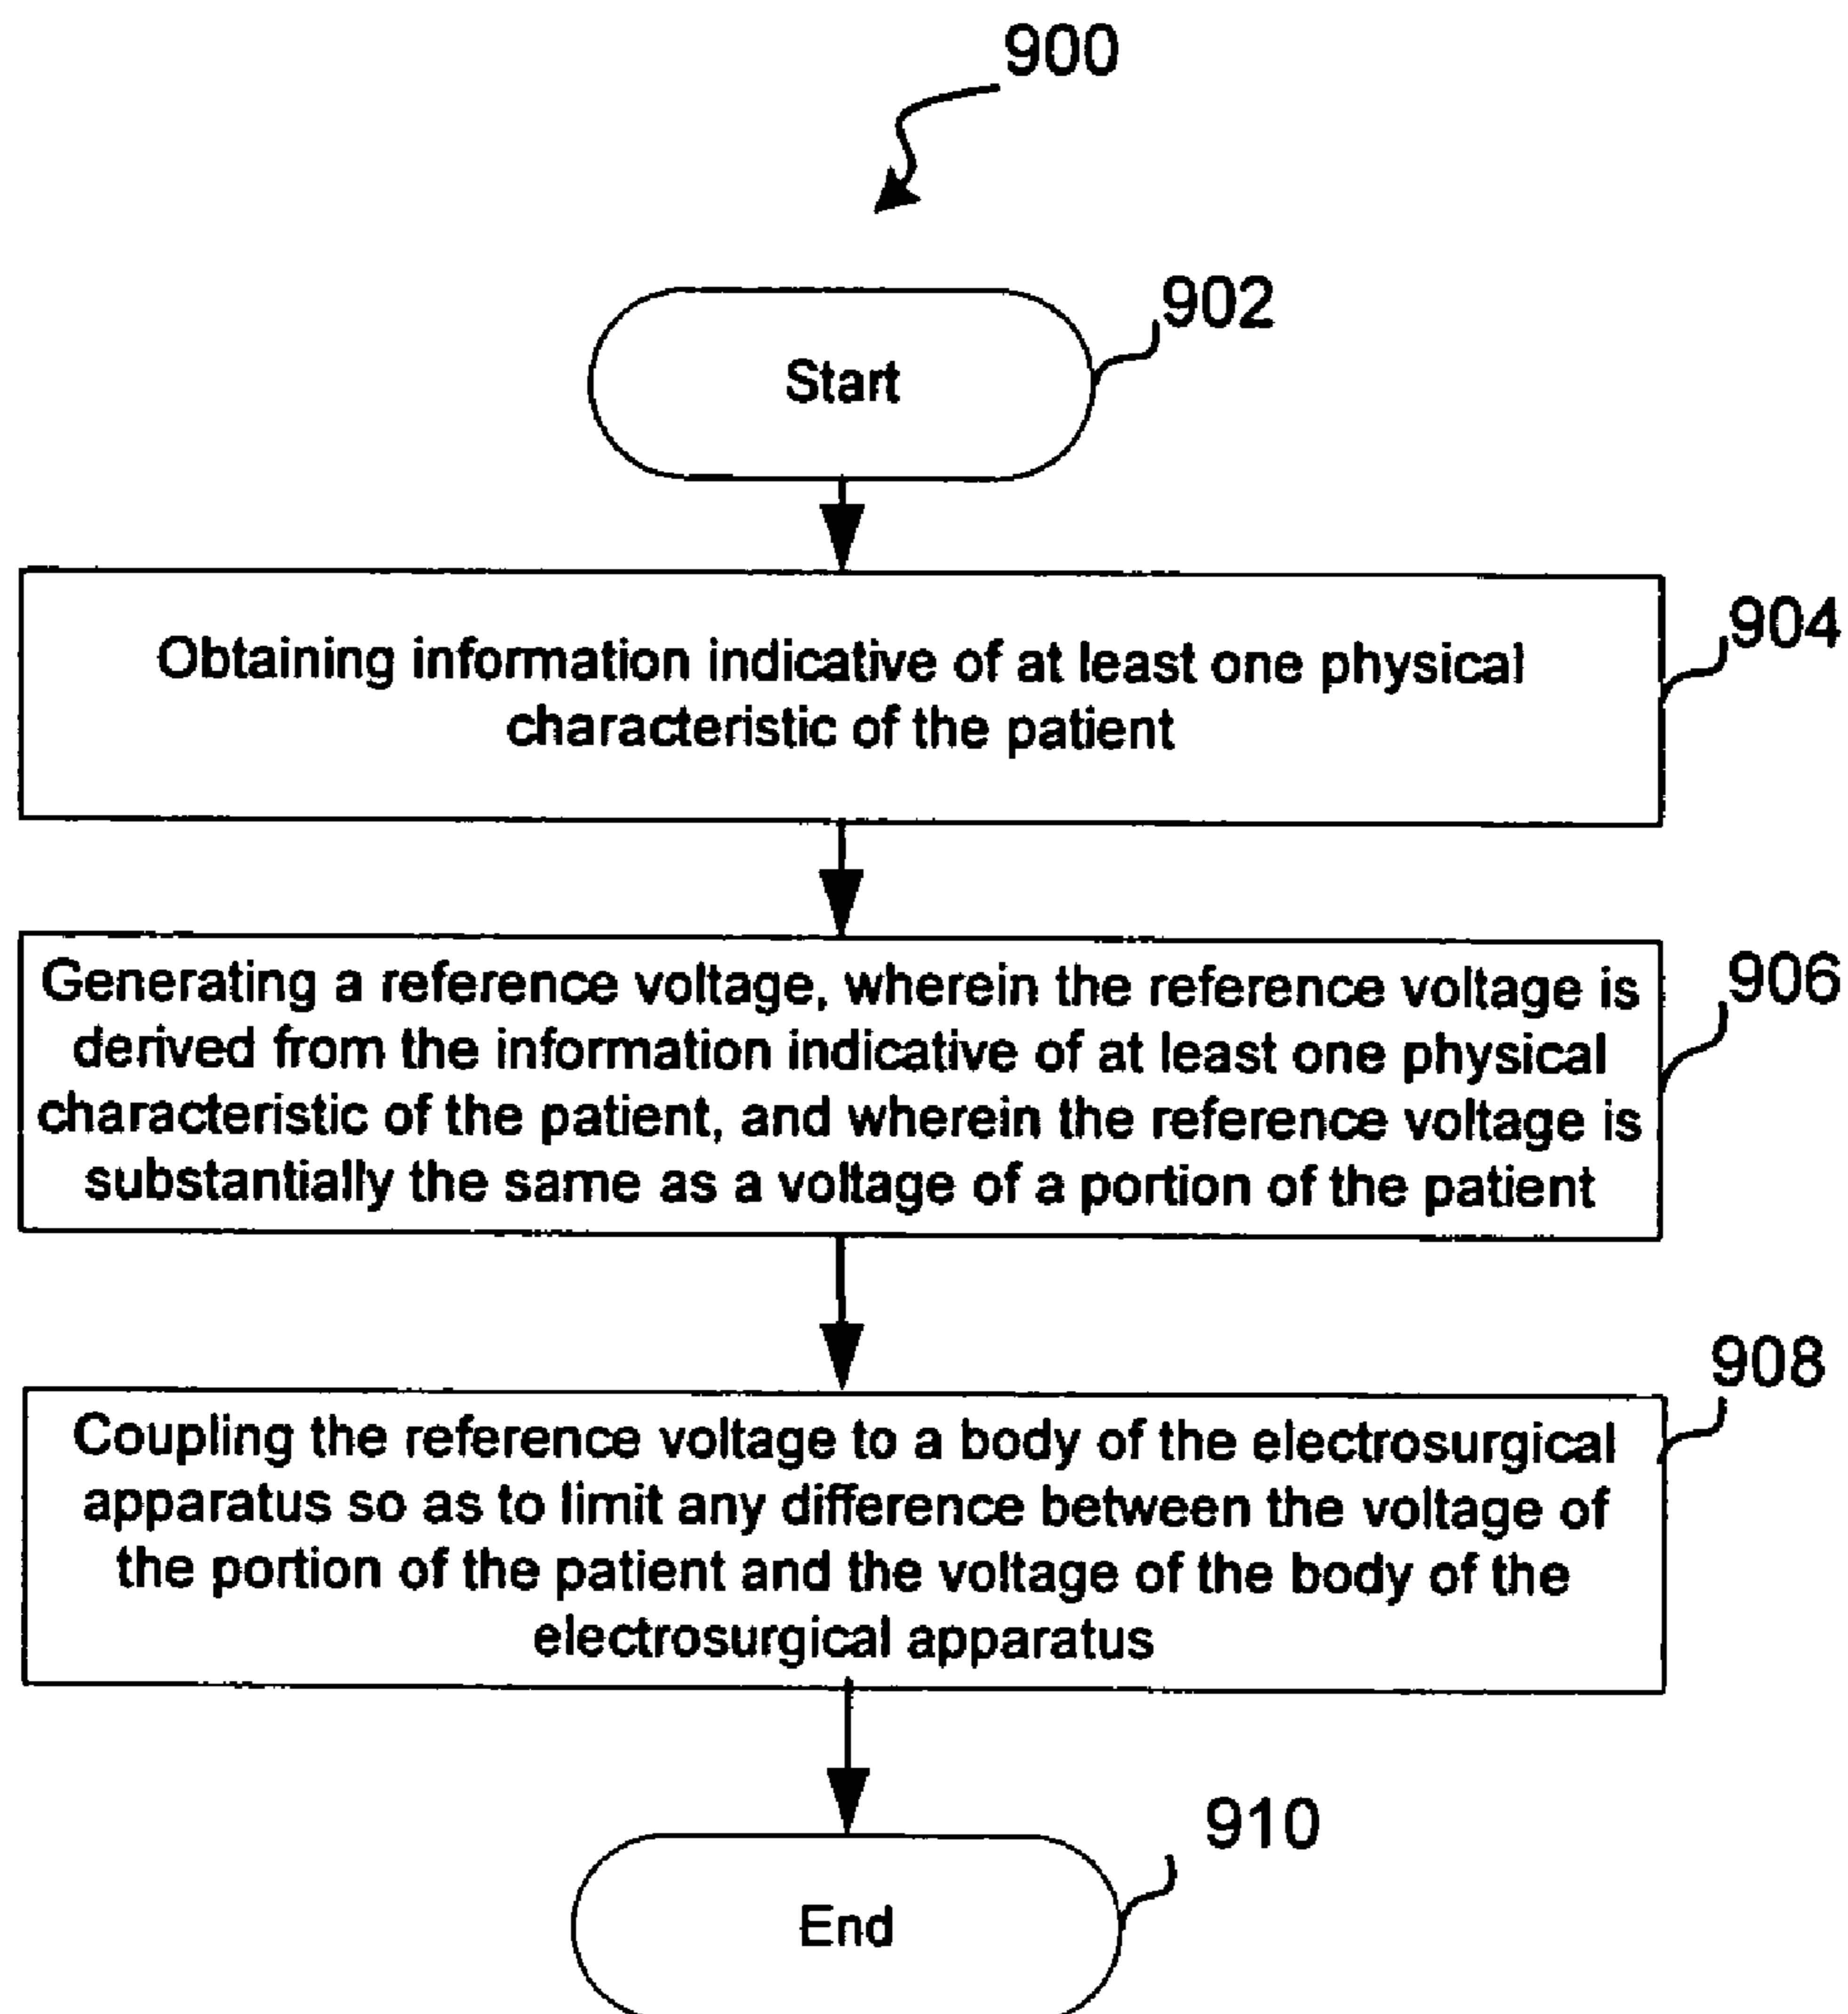 900
902
Start
904
Obtaining information indicative of at least one physical
characteristic of the patient
906
Generating a reference voltage, wherein the reference voltage is
derived from the information indicative of at least one physical
characteristic of the patient, and wherein the reference voltage is
substantially the same as a voltage of a portion of the patient
908
Coupling the reference voltage to a body of the electrosurgical
apparatus so as to limit any difference between the voltage of
the portion of the patient and the voltage of the body of the
electrosurgical apparatus
910
End